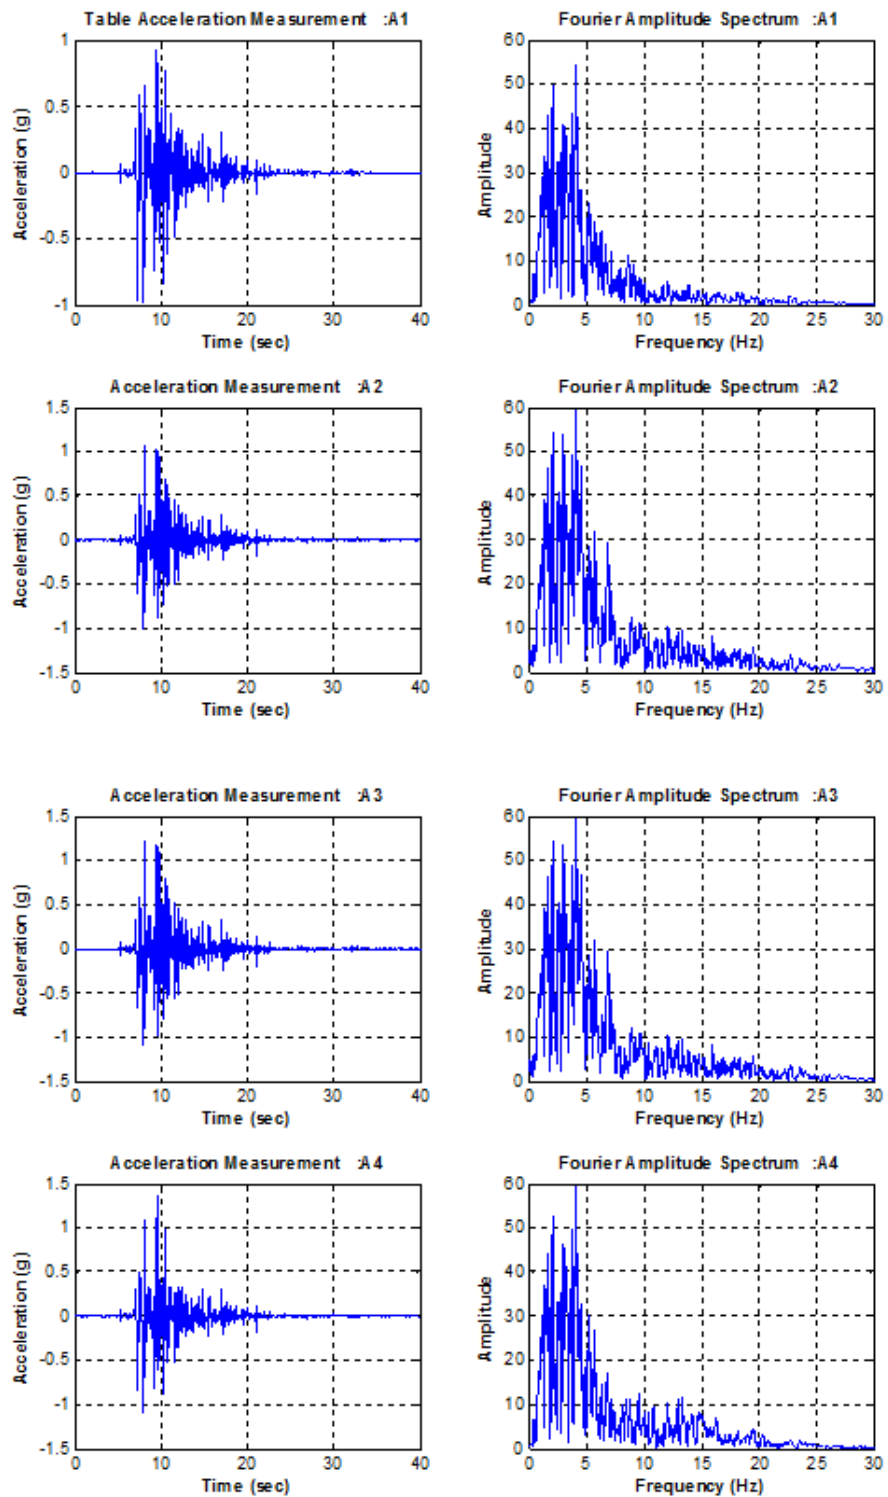 Table Acceleration Measurement :A1
Fourier Amplitude Spectrum :A1
1
0.5
0
-0.5
-1
Acceleration (g)
0 10 20 30 40
Time (sec)
60
50
40
30
20
10
0
Amplitude
0 5 10 15 20 25 30
Frequency (Hz)
Acceleration Measurement :A2
Fourier Amplitude Spectrum :A2
1.5
1
0.5
0
-0.5
-1
-1.5
Acceleration (g)
0 10 20 30 40
Time (sec)
60
50
40
30
20
10
0
Amplitude
0 5 10 15 20 25 30
Frequency (Hz)
Acceleration Measurement :A3
Fourier Amplitude Spectrum :A3
1.5
1
0.5
0
-0.5
-1
-1.5
Acceleration (g)
0 10 20 30 40
Time (sec)
60
50
40
30
20
10
0
Amplitude
0 5 10 15 20 25 30
Frequency (Hz)
Acceleration Measurement :A4
Fourier Amplitude Spectrum :A4
1.5
1
0.5
0
-0.5
-1
-1.5
Acceleration (g)
0 10 20 30 40
Time (sec)
60
50
40
30
20
10
0
Amplitude
0 5 10 15 20 25 30
Frequency (Hz)